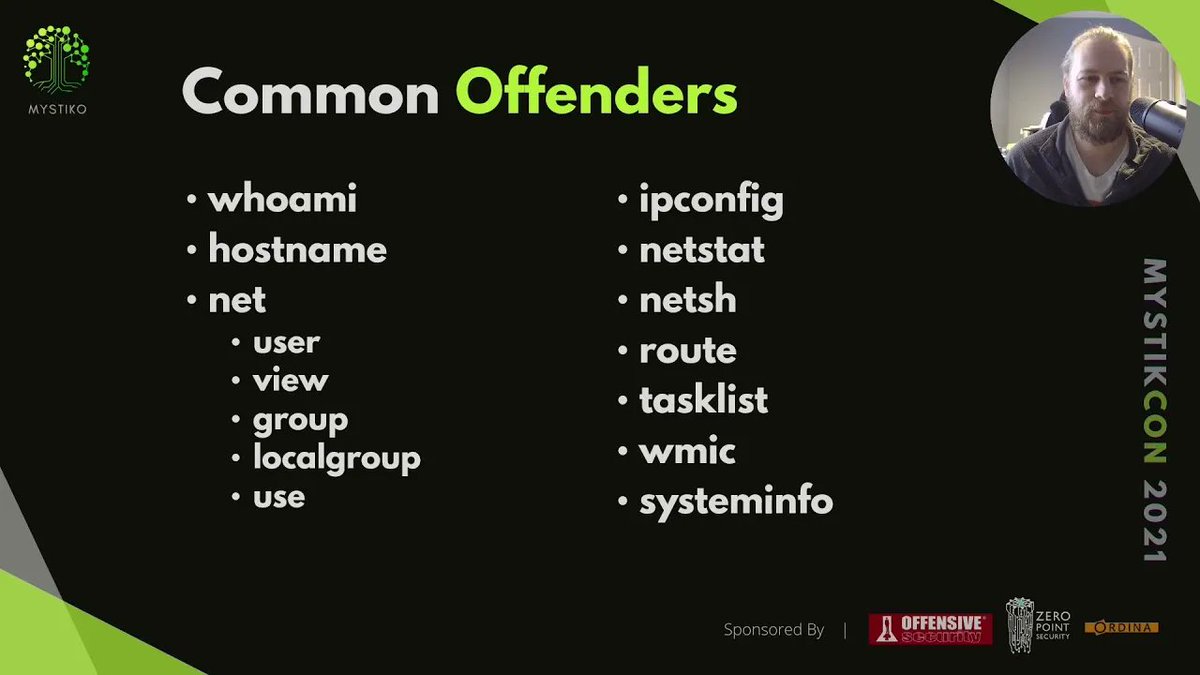 MYSTIKO
Common Offenders
• whoami
• hostname
• net
• user
• view
• group
• localgroup
• use
• ipconfig
• netstat
• netsh
• route
• tasklist
• wmic
• systeminfo
MYSTIKCON 2021
Sponsored By |
OFFENSIVE®
security
ZERO
POINT
SECURITY
ORDINA